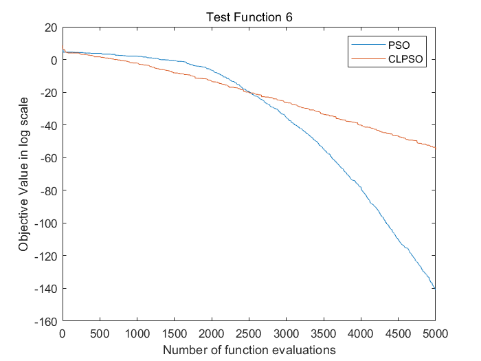 Test Function 6
PSO
CLPSO
Objective Value in log scale
20
0
-20
-40
-60
-80
-100
-120
-140
-160
0 500 1000 1500 2000 2500 3000 3500 4000 4500 5000
Number of function evaluations